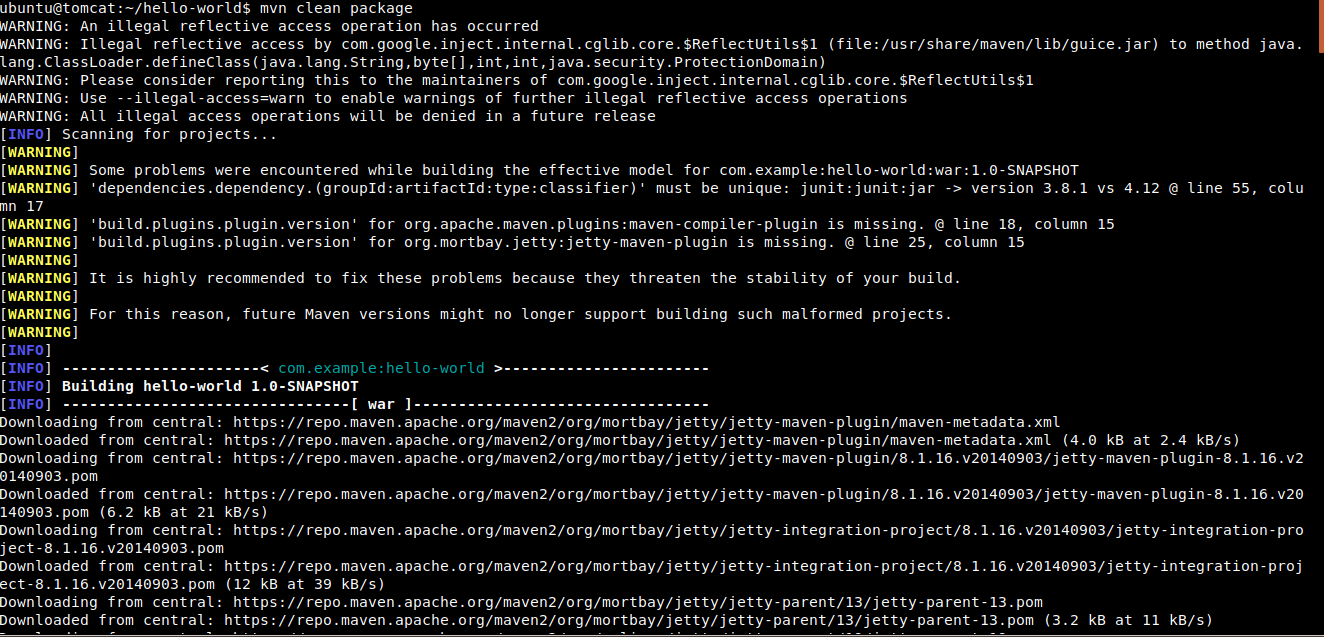 ubuntu@tomcat:~/hello-world$ mvn clean package
WARNING: An illegal reflective access operation has occurred
WARNING: Illegal reflective access by com.google.inject.internal.cglib.core.$ReflectUtils$1 (file:/usr/share/maven/lib/guice.jar) to method java.
lang.ClassLoader.defineClass(java.lang.String,byte[],int,int,java.security.ProtectionDomain)
WARNING: Please consider reporting this to the maintainers of com.google.inject.internal.cglib.core.$ReflectUtils$1
WARNING: Use --illegal-access=warn to enable warnings of further illegal reflective access operations
WARNING: All illegal access operations will be denied in a future release
[INFO] Scanning for projects...
[WARNING]
[WARNING] Some problems were encountered while building the effective model for com.example:hello-world:war:1.0-SNAPSHOT
[WARNING] 'dependencies.dependency.(groupId:artifactId:type:classifier)' must be unique: junit:junit:jar -> version 3.8.1 vs 4.12 @ line 55, colu
mn 17
[WARNING] 'build.plugins.plugin.version' for org.apache.maven.plugins:maven-compiler-plugin is missing. @ line 18, column 15
[WARNING] 'build.plugins.plugin.version' for org.mortbay.jetty:jetty-maven-plugin is missing. @ line 25, column 15
[WARNING]
[WARNING] It is highly recommended to fix these problems because they threaten the stability of your build.
[WARNING]
[WARNING] For this reason, future Maven versions might no longer support building such malformed projects.
[WARNING]
[INFO]
[INFO] ----------------------< com.example:hello-world >-----------------------
[INFO] Building hello-world 1.0-SNAPSHOT
[INFO] --------------------------------[ war ]---------------------------------
Downloading from central: https://repo.maven.apache.org/maven2/org/mortbay/jetty/jetty-maven-plugin/maven-metadata.xml
Downloaded from central: https://repo.maven.apache.org/maven2/org/mortbay/jetty/jetty-maven-plugin/maven-metadata.xml (4.0 kB at 2.4 kB/s)
Downloading from central: https://repo.maven.apache.org/maven2/org/mortbay/jetty/jetty-maven-plugin/8.1.16.v20140903/jetty-maven-plugin-8.1.16.v2
0140903.pom
Downloaded from central: https://repo.maven.apache.org/maven2/org/mortbay/jetty/jetty-maven-plugin/8.1.16.v20140903/jetty-maven-plugin-8.1.16.v20
140903.pom (6.2 kB at 21 kB/s)
Downloading from central: https://repo.maven.apache.org/maven2/org/mortbay/jetty/jetty-integration-project/8.1.16.v20140903/jetty-integration-pro
ject-8.1.16.v20140903.pom
Downloaded from central: https://repo.maven.apache.org/maven2/org/mortbay/jetty/jetty-integration-project/8.1.16.v20140903/jetty-integration-proj
ect-8.1.16.v20140903.pom (12 kB at 39 kB/s)
Downloading from central: https://repo.maven.apache.org/maven2/org/mortbay/jetty/jetty-parent/13/jetty-parent-13.pom
Downloaded from central: https://repo.maven.apache.org/maven2/org/mortbay/jetty/jetty-parent/13/jetty-parent-13.pom (3.2 kB at 11 kB/s)